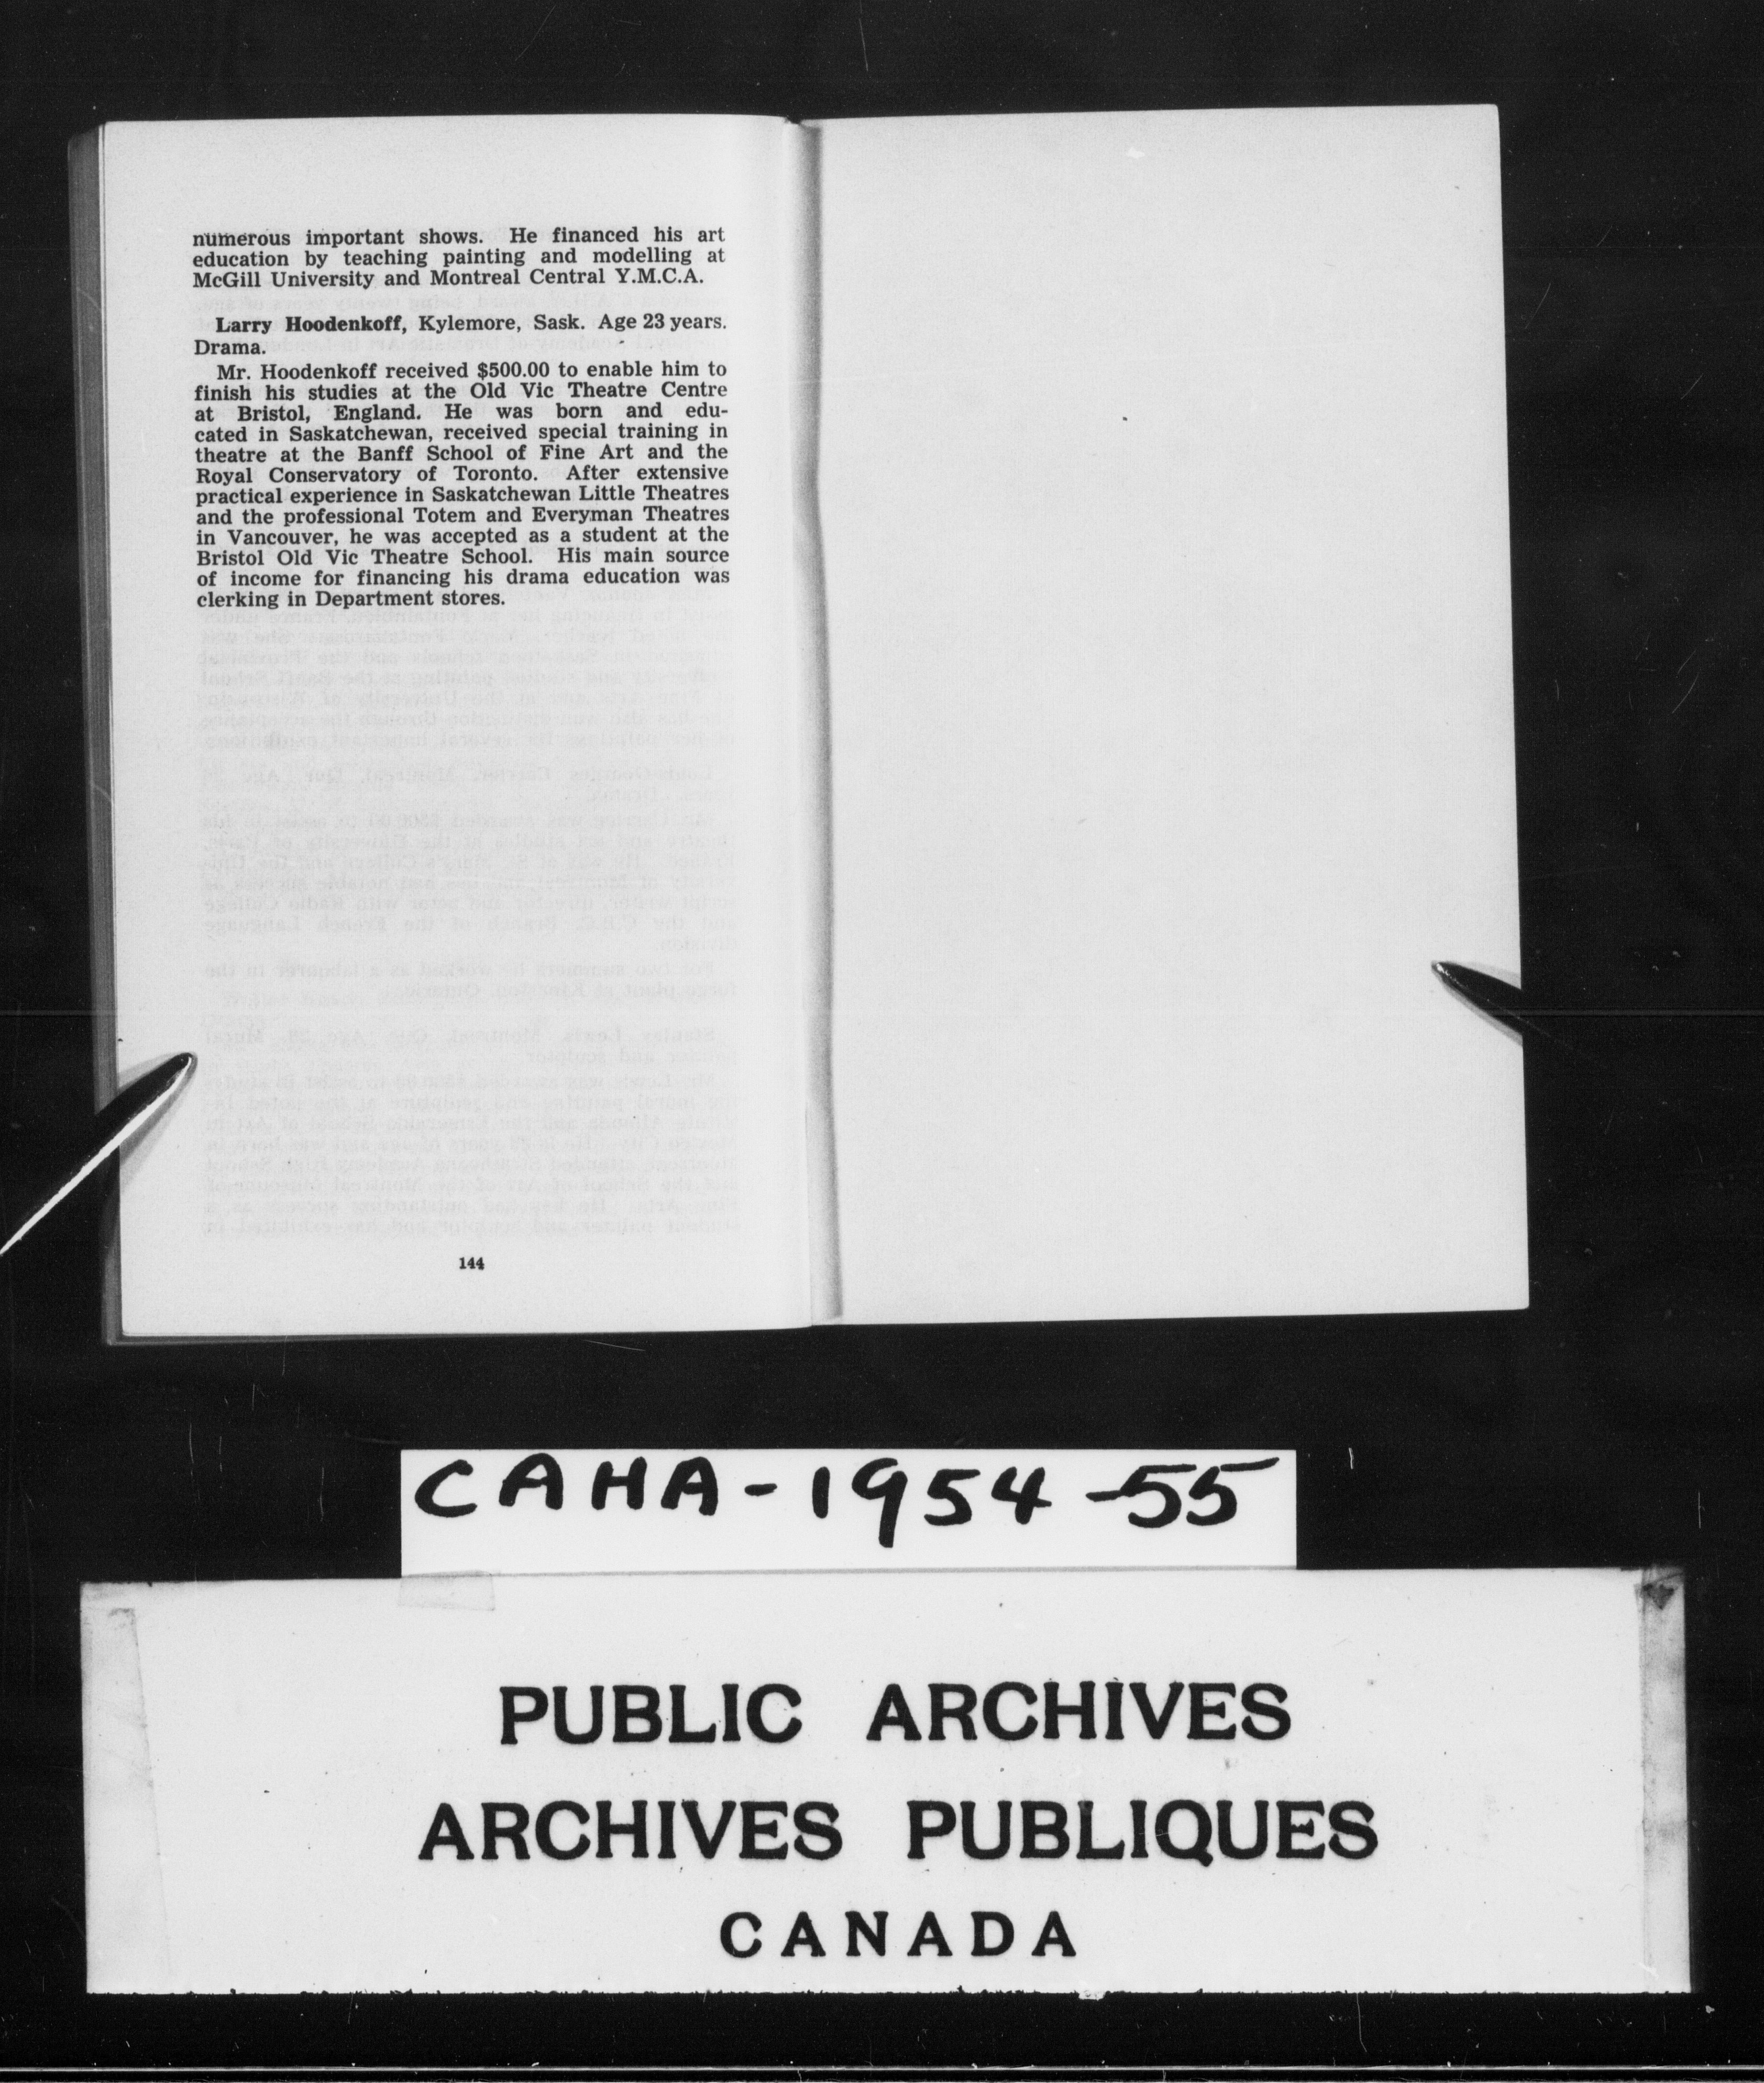 numerous important shows. He financed his art
education by teaching painting and modelling at
McGill University and Montreal Central Y.M.C.A.
Larry Hoodenkoff, Kylemore, Sask. Age 23 years.
Drama.
Mr. Hoodenkoff received $500.00 to enable him to
finish his studies at the Old Vic Theatre Centre
at Bristol, England. He was born and edu-
cated in Saskatchewan, received special training in
theatre at the Banff School of Fine Art and the
Royal Conservatory of Toronto. After extensive
practical experience in Saskatchewan Little Theatres
and the professional Totem and Everyman Theatres
in Vancouver, he was accepted as a student at the
Bristol Old Vic Theatre School. His main source
of income for financing his drama education was
clerking in Department stores.
144
CAHA-1954-55
PUBLIC ARCHIVES
ARCHIVES PUBLIQUES
CANADA